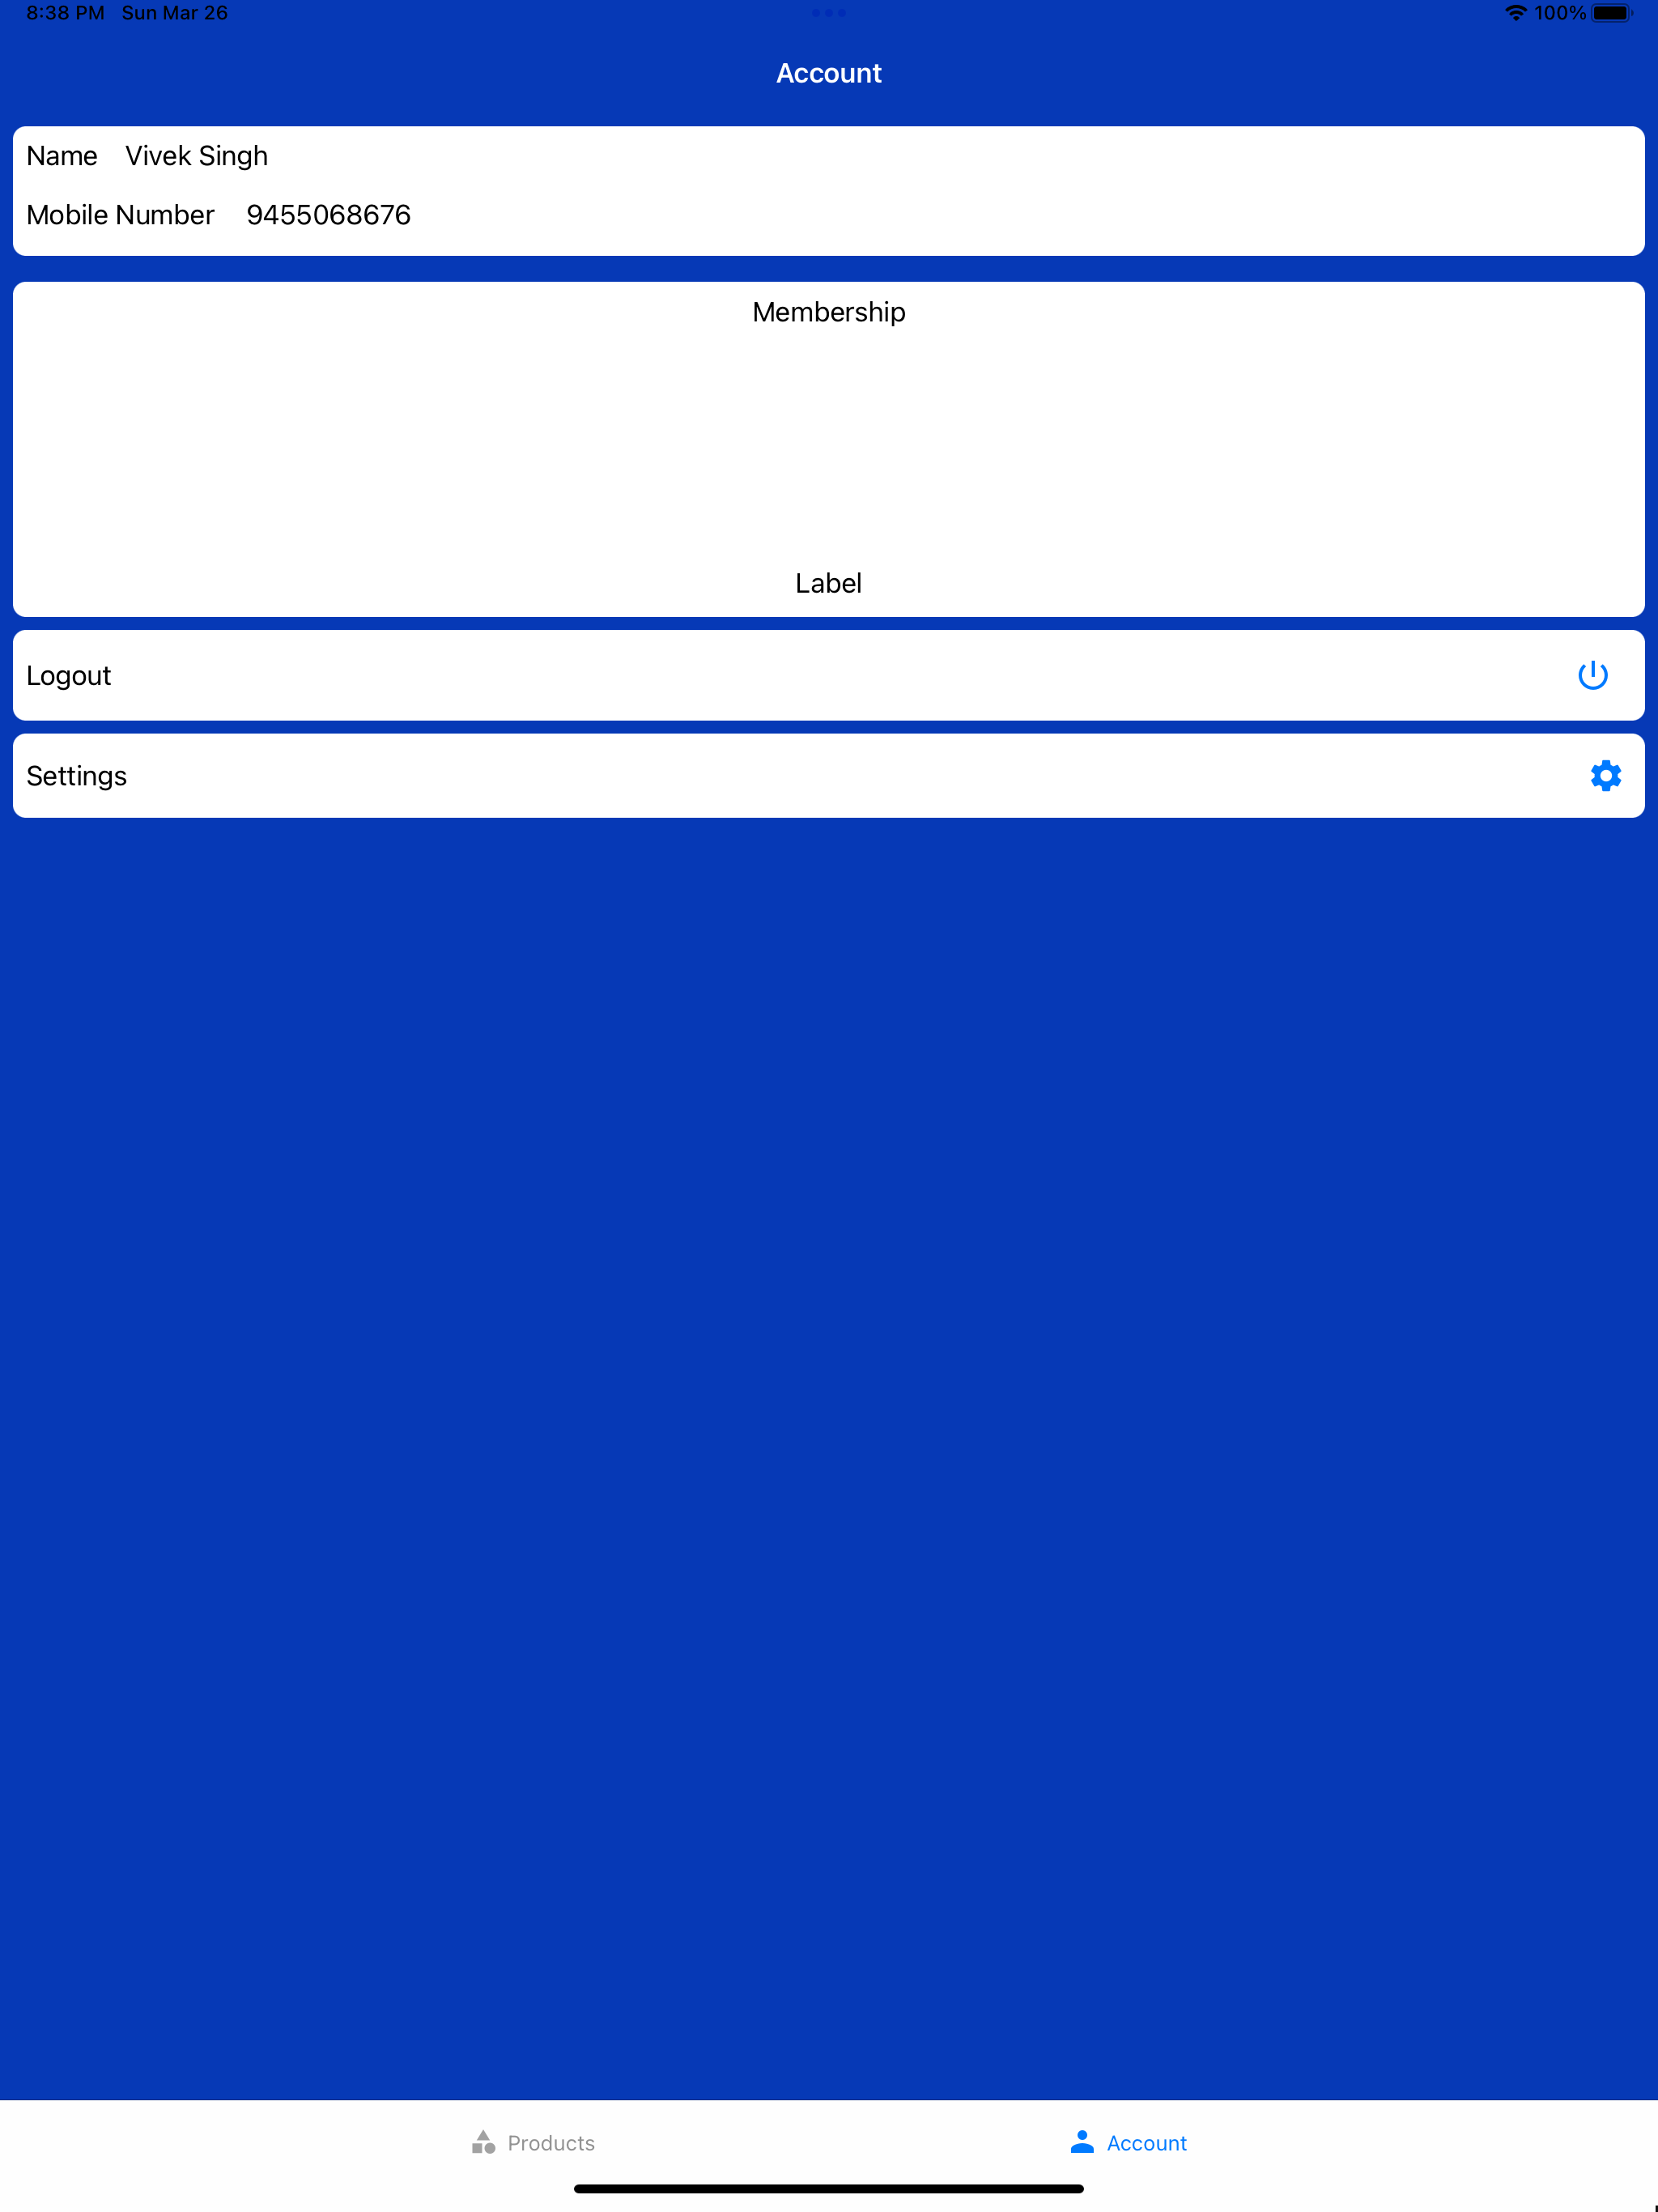 8:38 PM Sun Mar 26 100%
Account
Name Vivek Singh
Mobile Number 9455068676
Membership
Label
Logout
Settings
Products Account